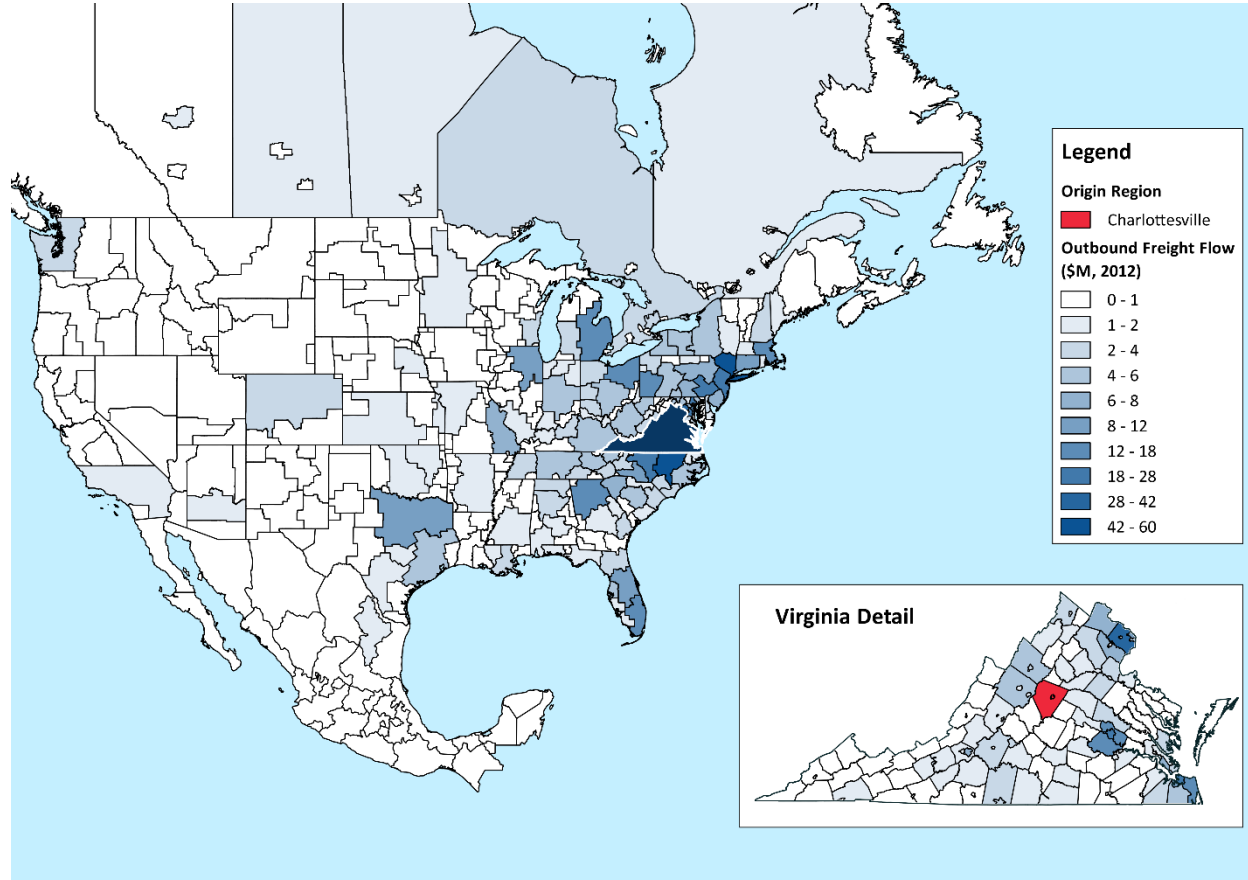 Legend
Origin Region
Charlottesville
Outbound Freight Flow
($M, 2012)
0 - 1
1 - 2
2 - 4
4 - 6
6 - 8
8 - 12
12 - 18
18 - 28
28 - 42
42 - 60
Virginia Detail